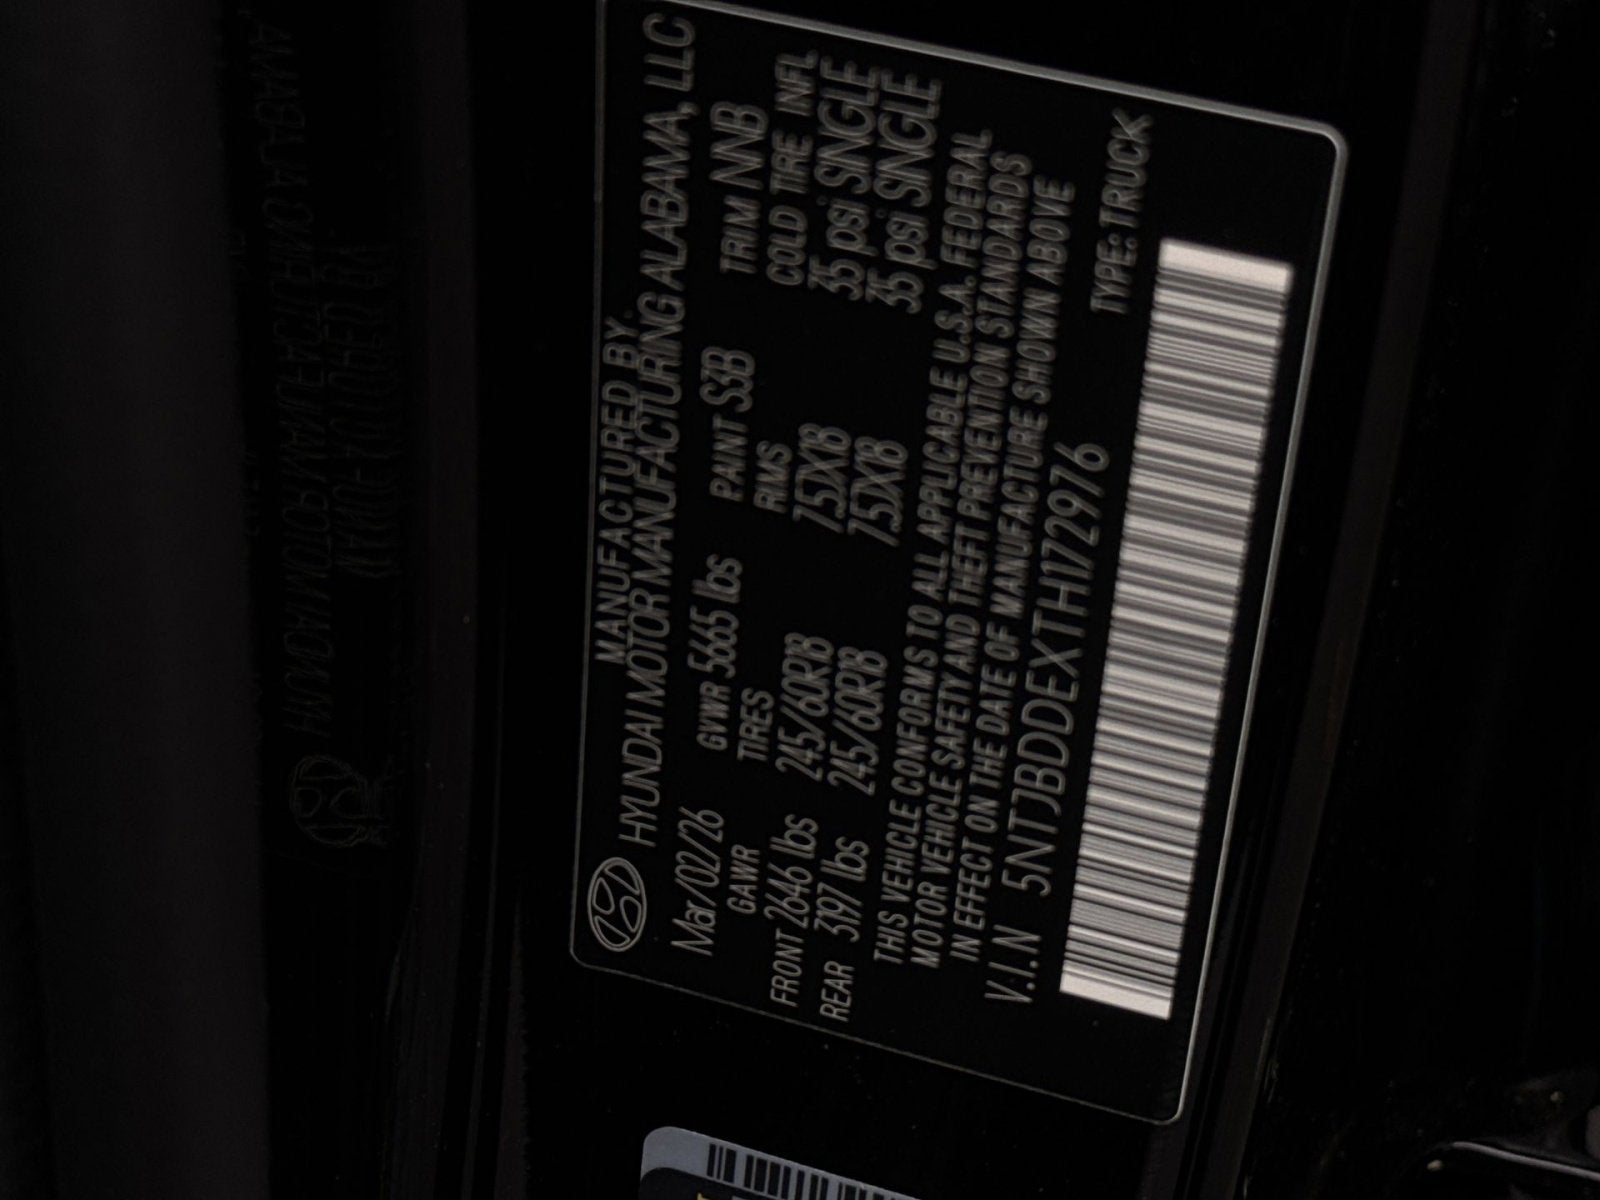 MANUFACTURED BY.
HYUNDAI MOTOR MANUFACTURING ALABAMA, LLC
Mar/02/26 GVWR 5665 lbs PAINT S3B TRIM NNB
GAWR TIRES RMS COLD TIRE INFL
FRONT 2646 lbs 245/60R18 7.5JX18 35 psi SINGLE
REAR 3197 lbs 245/60R18 7.5JX18 35 psi SINGLE
THIS VEHICLE CONFORMS TO ALL APPLICABLE U.S.A. FEDERAL
MOTOR VEHICLE SAFETY AND THEFT PREVENTION STANDARDS
IN EFFECT ON THE DATE OF MANUFACTURE SHOWN ABOVE
V.I.N 5NTJBDDEXTH172976
TYPE: TRUCK